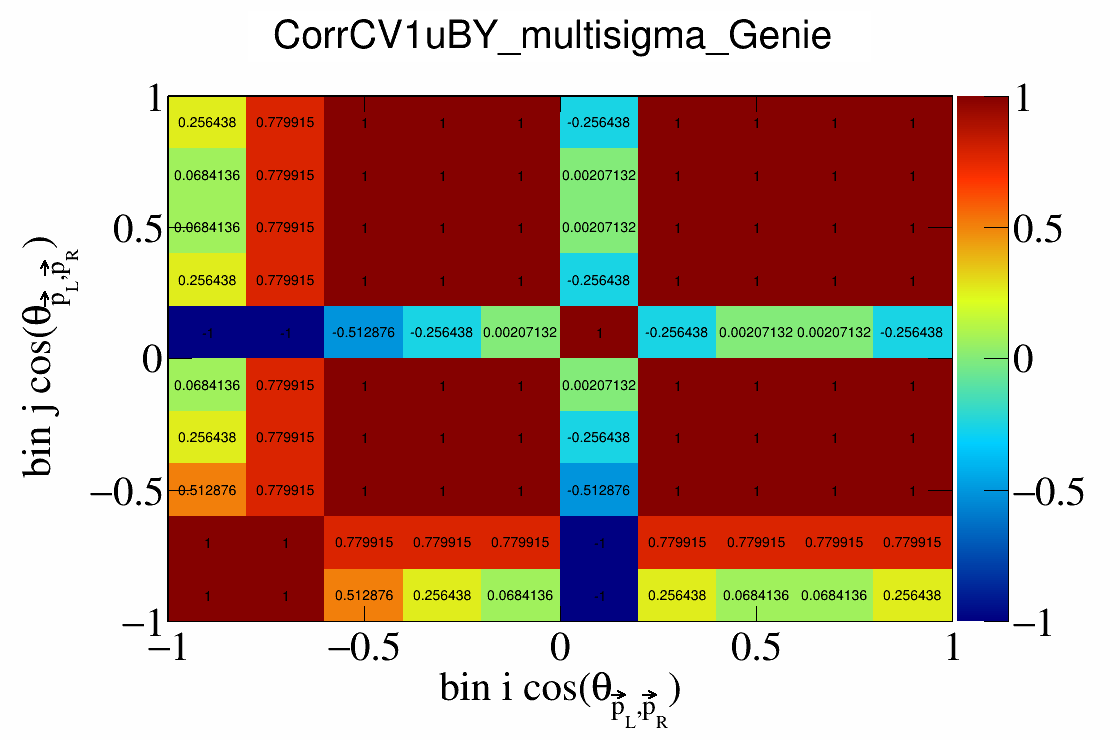 CorrCV1uBY_multisigma_Genie
1
0.256438 0.779915 1 1 1 -0.256438 1 1 1 1
1
0.0684136 0.779915 1 1 1 0.00207132 1 1 1 1
0.5
0.0684136 0.779915 1 1 1 0.00207132 1 1 1 1
0.5
0.256438 0.779915 1 1 1 -0.256438 1 1 1 1
-1 -1 -0.512876 -0.256438 0.00207132 1 -0.256438 0.00207132 0.00207132 -0.256438
0
0
0.0684136 0.779915 1 1 1 0.00207132 1 1 1 1
0.256438 0.779915 1 1 1 -0.256438 1 1 1 1
−0.5
0.512876 0.779915 1 1 1 -0.512876 1 1 1 1
−0.5
1 1 0.779915 0.779915 0.779915 -1 0.779915 0.779915 0.779915 0.779915
1 1 0.512876 0.256438 0.0684136 -1 0.256438 0.0684136 0.0684136 0.256438
−1
−1
−1 −0.5 0 0.5 1
bin j cos(θ p⃗_L,p⃗_R)
bin i cos(θ p⃗_L,p⃗_R)